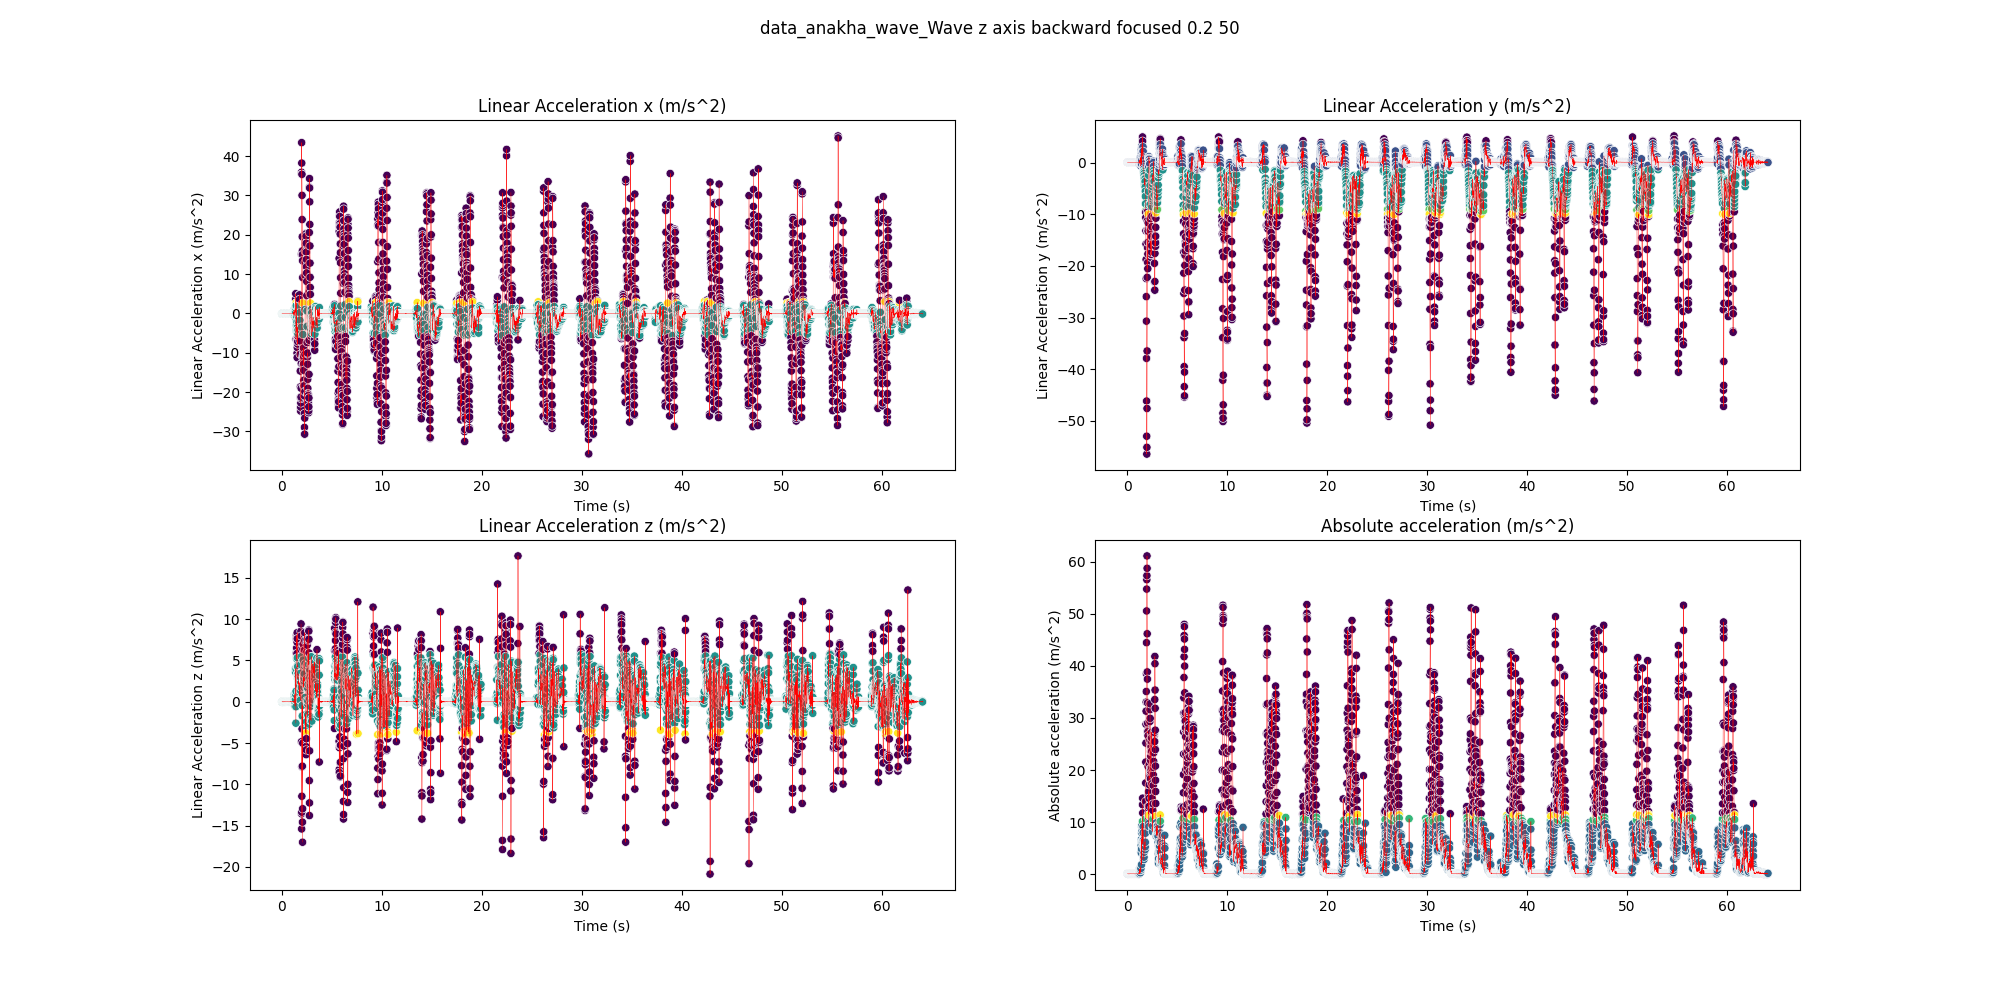 data_anakha_wave_Wave z axis backward focused 0.2 50
Linear Acceleration x (m/s^2)
Linear Acceleration x (m/s^2)
40
30
20
10
0
−10
−20
−30
0 10 20 30 40 50 60
Time (s)
Linear Acceleration y (m/s^2)
Linear Acceleration y (m/s^2)
0
−10
−20
−30
−40
−50
0 10 20 30 40 50 60
Time (s)
Linear Acceleration z (m/s^2)
Linear Acceleration z (m/s^2)
15
10
5
0
−5
−10
−15
−20
0 10 20 30 40 50 60
Time (s)
Absolute acceleration (m/s^2)
Absolute acceleration (m/s^2)
60
50
40
30
20
10
0
0 10 20 30 40 50 60
Time (s)